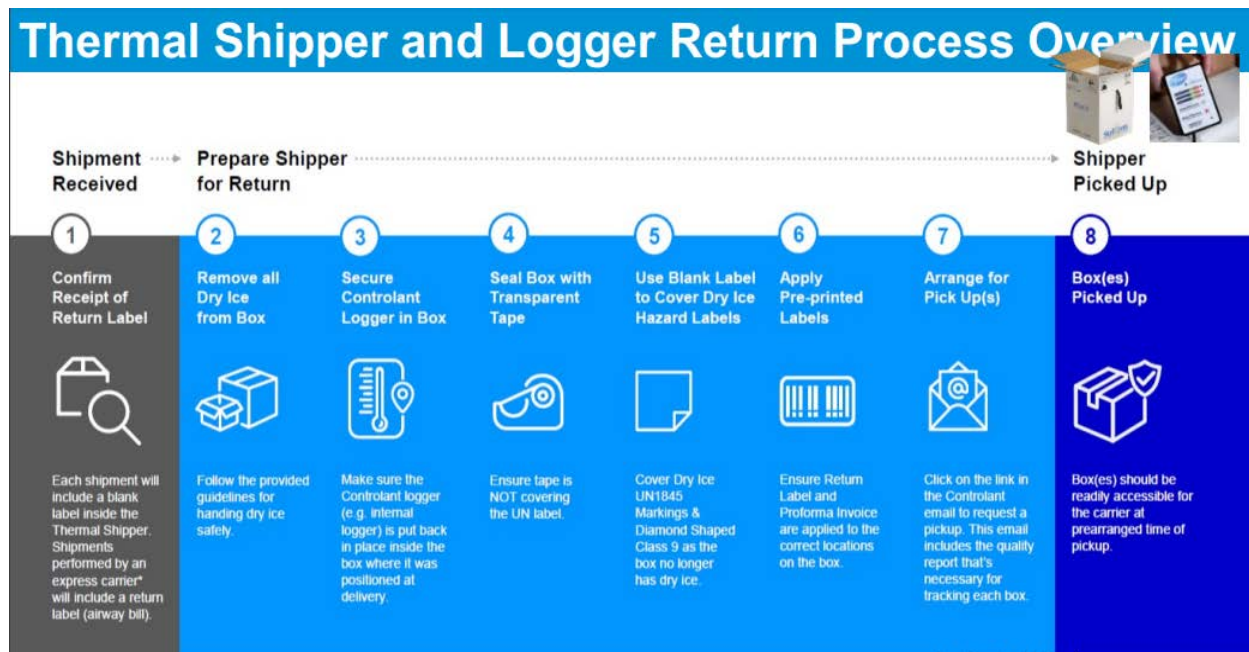 Thermal Shipper and Logger Return Process Overview
Shipment
Received
Prepare Shipper
for Return
Shipper
Picked Up
1
Confirm
Receipt of
Return Label
Each shipment will
include a blank
label inside the
Thermal Shipper.
Shipments
performed by an
express carrier*
will include a return
label (airway bill).
2
Remove all
Dry Ice
from Box
Follow the provided
guidelines for
handing dry ice
safely.
3
Secure
Controlant
Logger in Box
Make sure the
Controlant logger
(e.g. internal
logger) is put back
in place inside the
box where it was
positioned at
delivery.
4
Seal Box with
Transparent
Tape
Ensure tape is
NOT covering
the UN label.
5
Use Blank Label
to Cover Dry Ice
Hazard Labels
Cover Dry Ice
UN1845
Markings &
Diamond Shaped
Class 9 as the
box no longer
has dry ice.
6
Apply
Pre-printed
Labels
Ensure Return
Label and
Proforma Invoice
are applied to the
correct locations
on the box.
7
Arrange for
Pick Up(s)
@
Click on the link in
the Controlant
email to request a
pickup. This email
includes the quality
report that's
necessary for
tracking each box.
8
Box(es)
Picked Up
Box(es) should be
readily accessible for
the carrier at
prearranged time of
pickup.